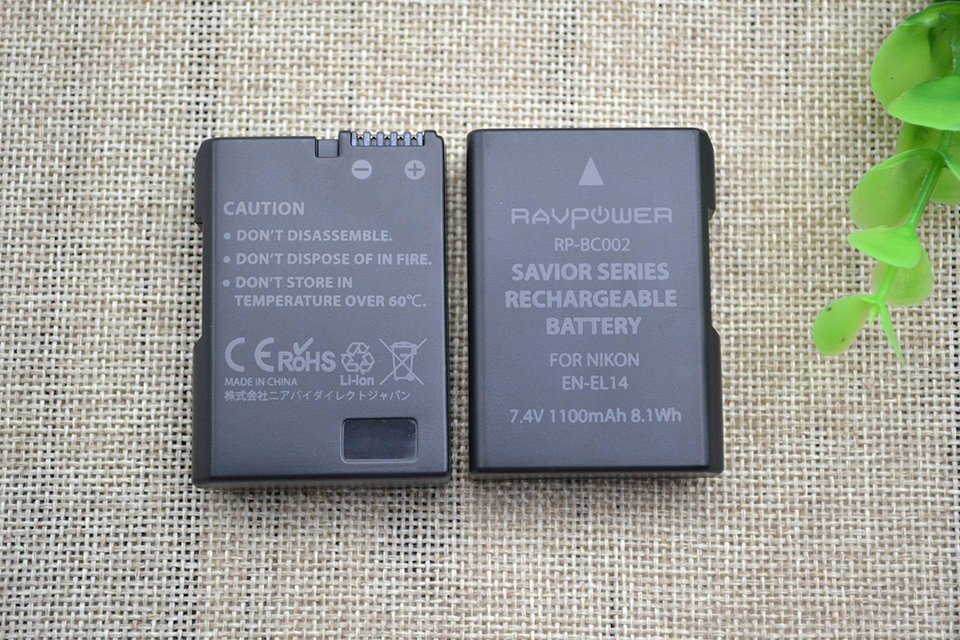 CAUTION
• DON'T DISASSEMBLE.
• DON'T DISPOSE OF IN FIRE.
• DON'T STORE IN
TEMPERATURE OVER 60℃.
CE RoHS
Li-ion
MADE IN CHINA
株式会社ニアバイダイレクトジャパン
RAVPOWER
RP-BC002
SAVIOR SERIES
RECHARGEABLE
BATTERY
FOR NIKON
EN-EL14
7.4V 1100mAh 8.1Wh